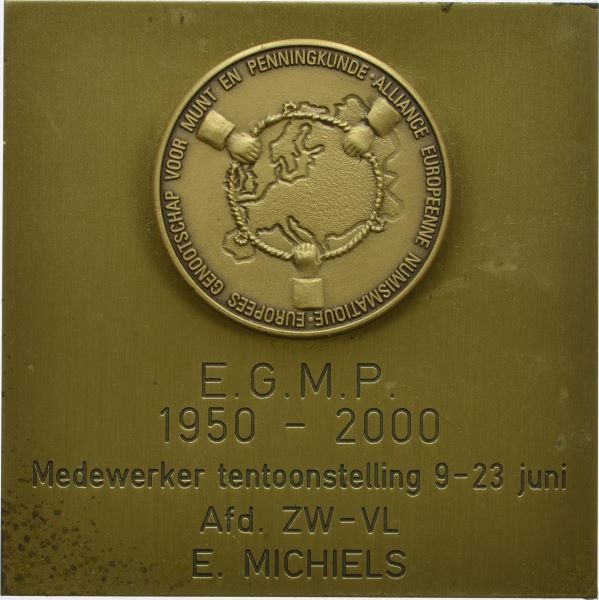 EUROPEES GENOOTSCHAP VOOR MUNT EN PENNINGKUNDE · ALLIANCE EUROPEENNE NUMISMATIQUE ·
E.G.M.P.
1950 - 2000
Medewerker tentoonstelling 9-23 juni
Afd. ZW-VL
E. MICHIELS